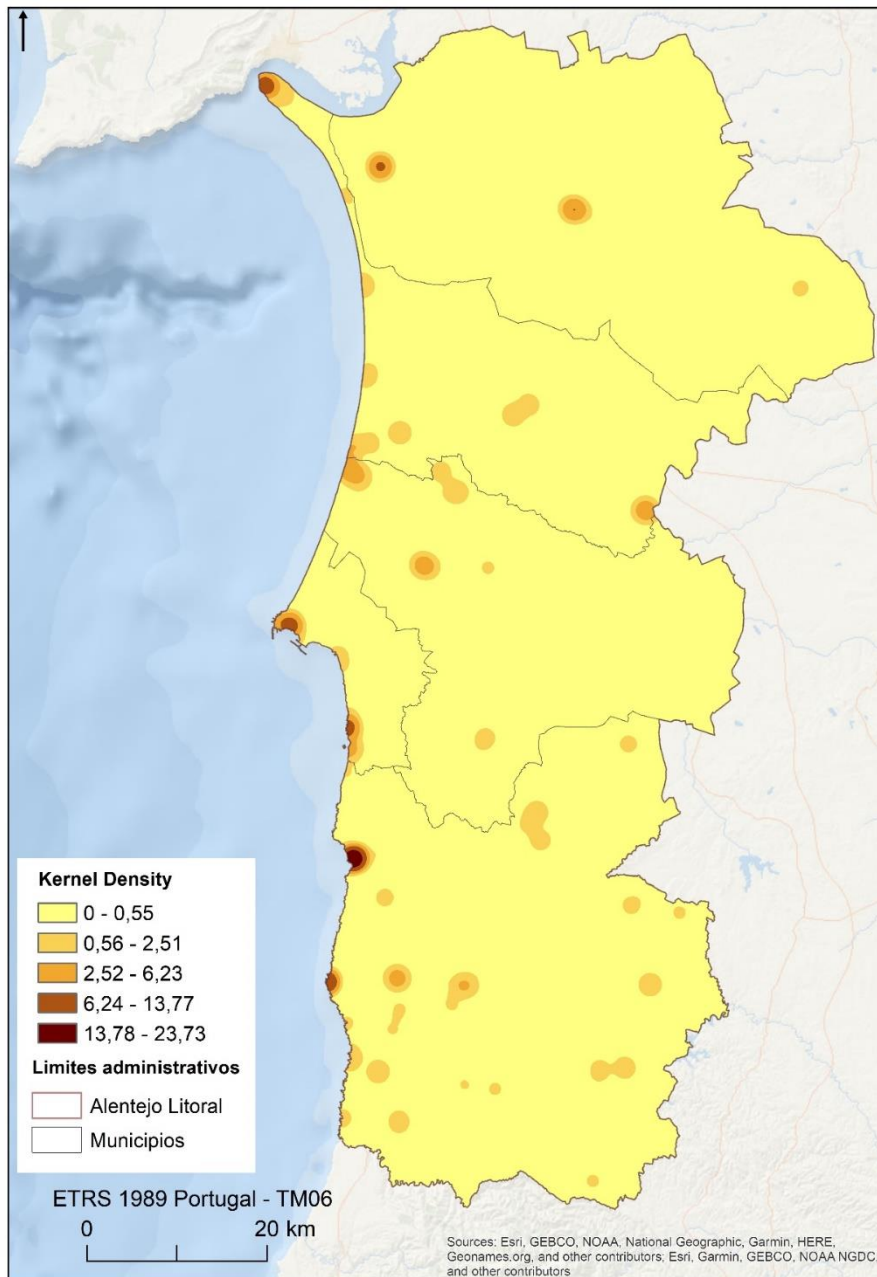 Kernel Density
0 - 0,55
0,56 - 2,51
2,52 - 6,23
6,24 - 13,77
13,78 - 23,73
Limites administrativos
Alentejo Litoral
Municipios
ETRS 1989 Portugal - TM06
0 20 km
Sources: Esri, GEBCO, NOAA, National Geographic, Garmin, HERE,
Geonames.org, and other contributors; Esri, Garmin, GEBCO, NOAA NGDC,
and other contributors